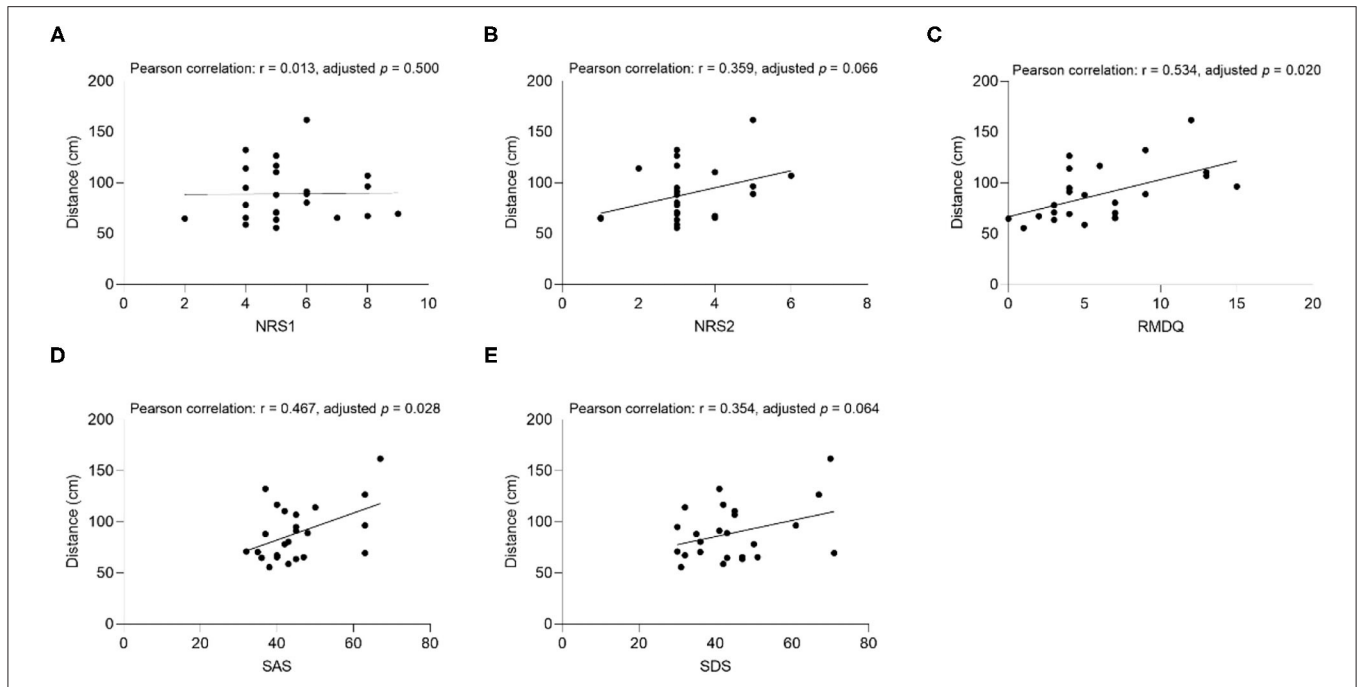 A
Pearson correlation: r = 0.013, adjusted p = 0.500
200
150
100
50
0
Distance (cm)
0 2 4 6 8 10
NRS1
B
Pearson correlation: r = 0.359, adjusted p = 0.066
200
150
100
50
0
Distance (cm)
0 2 4 6 8
NRS2
C
Pearson correlation: r = 0.534, adjusted p = 0.020
200
150
100
50
0
Distance (cm)
0 5 10 15 20
RMDQ
D
Pearson correlation: r = 0.467, adjusted p = 0.028
200
150
100
50
0
Distance (cm)
0 20 40 60 80
SAS
E
Pearson correlation: r = 0.354, adjusted p = 0.064
200
150
100
50
0
Distance (cm)
0 20 40 60 80
SDS